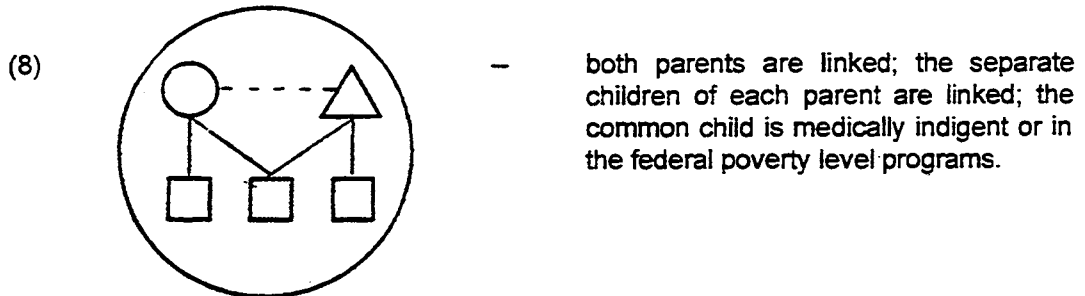 (8) – both parents are linked; the separate
children of each parent are linked; the
common child is medically indigent or in
the federal poverty level programs.